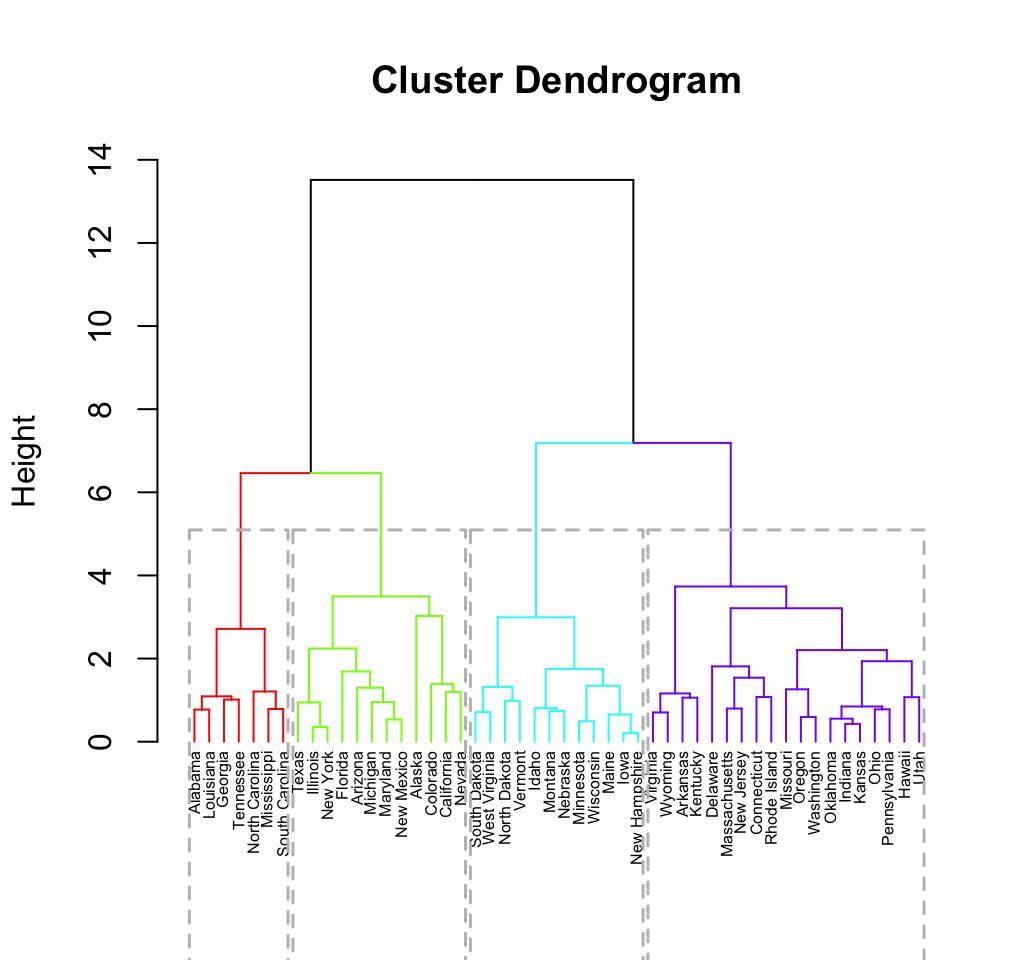 Cluster Dendrogram
Height
14
12
10
8
6
4
2
0
Alabama
Louisiana
Georgia
Tennessee
North Carolina
Mississippi
South Carolina
Texas
Illinois
New York
Florida
Arizona
Michigan
Maryland
New Mexico
Alaska
Colorado
California
Nevada
South Dakota
West Virginia
North Dakota
Vermont
Idaho
Montana
Nebraska
Minnesota
Wisconsin
Maine
Iowa
New Hampshire
Virginia
Wyoming
Arkansas
Kentucky
Delaware
Massachusetts
New Jersey
Connecticut
Rhode Island
Missouri
Oregon
Washington
Oklahoma
Indiana
Kansas
Ohio
Pennsylvania
Hawaii
Utah